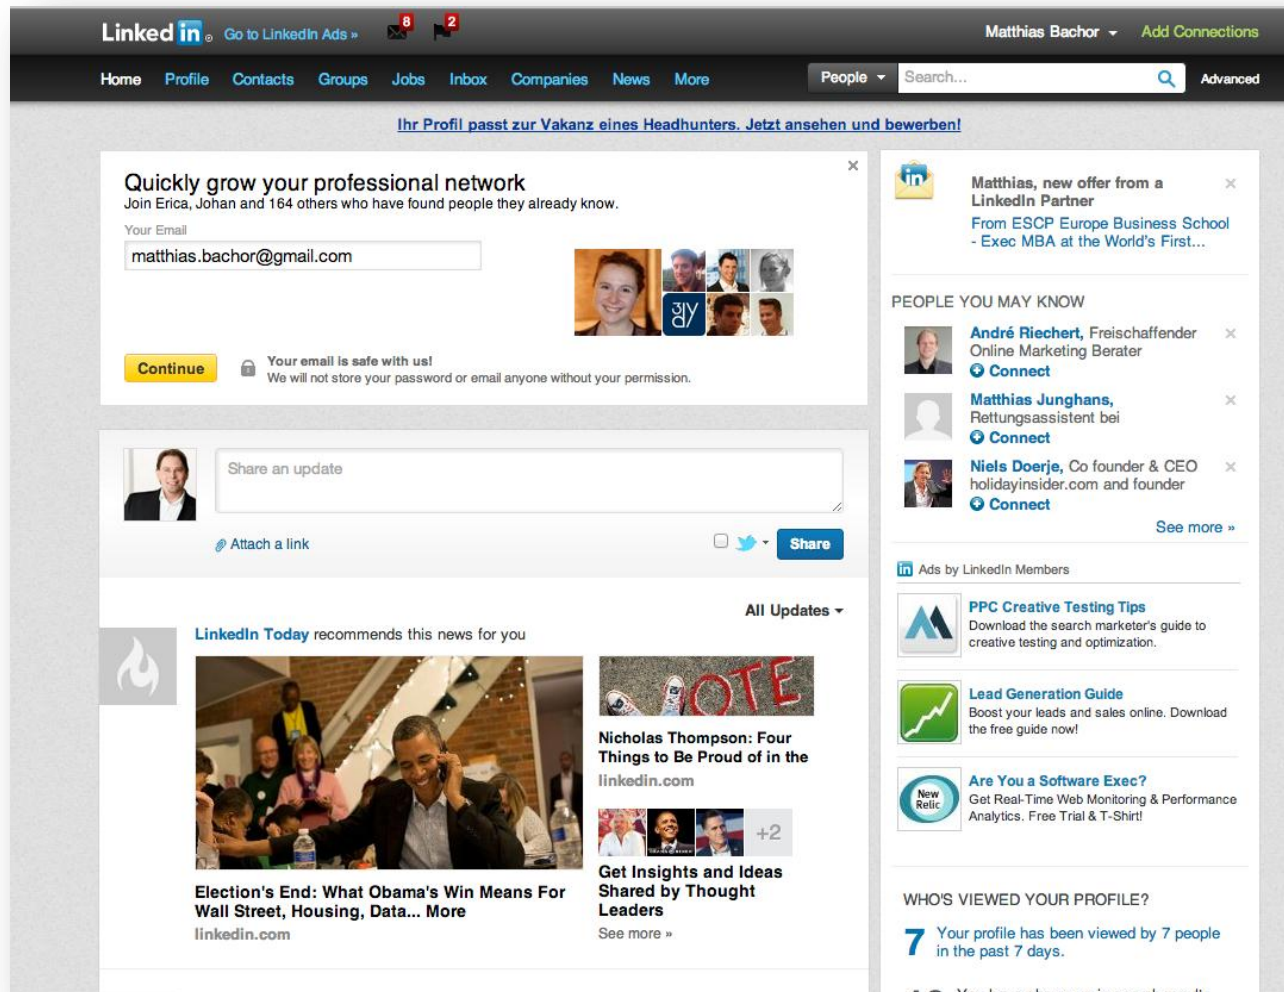 Linked in ®
Go to LinkedIn Ads »
8
2
Matthias Bachor
Add Connections
Home Profile Contacts Groups Jobs Inbox Companies News More
People
Search...
Advanced
Ihr Profil passt zur Vakanz eines Headhunters. Jetzt ansehen und bewerben!
Quickly grow your professional network
Join Erica, Johan and 164 others who have found people they already know.
Your Email
matthias.bachor@gmail.com
Continue
Your email is safe with us!
We will not store your password or email anyone without your permission.
Share an update
Attach a link
Share
All Updates
LinkedIn Today recommends this news for you
VOTE
Election's End: What Obama's Win Means For
Wall Street, Housing, Data... More
linkedin.com
Nicholas Thompson: Four
Things to Be Proud of in the
linkedin.com
+2
Get Insights and Ideas
Shared by Thought
Leaders
See more »
in
Matthias, new offer from a
LinkedIn Partner
From ESCP Europe Business School
- Exec MBA at the World's First...
PEOPLE YOU MAY KNOW
André Riechert, Freischaffender
Online Marketing Berater
Connect
Matthias Junghans,
Rettungsassistent bei
Connect
Niels Doerje, Co founder & CEO
holidayinsider.com and founder
Connect
See more »
in Ads by LinkedIn Members
PPC Creative Testing Tips
Download the search marketer's guide to
creative testing and optimization.
Lead Generation Guide
Boost your leads and sales online. Download
the free guide now!
New
Relic
Are You a Software Exec?
Get Real-Time Web Monitoring & Performance
Analytics. Free Trial & T-Shirt!
WHO'S VIEWED YOUR PROFILE?
7 Your profile has been viewed by 7 people
in the past 7 days.